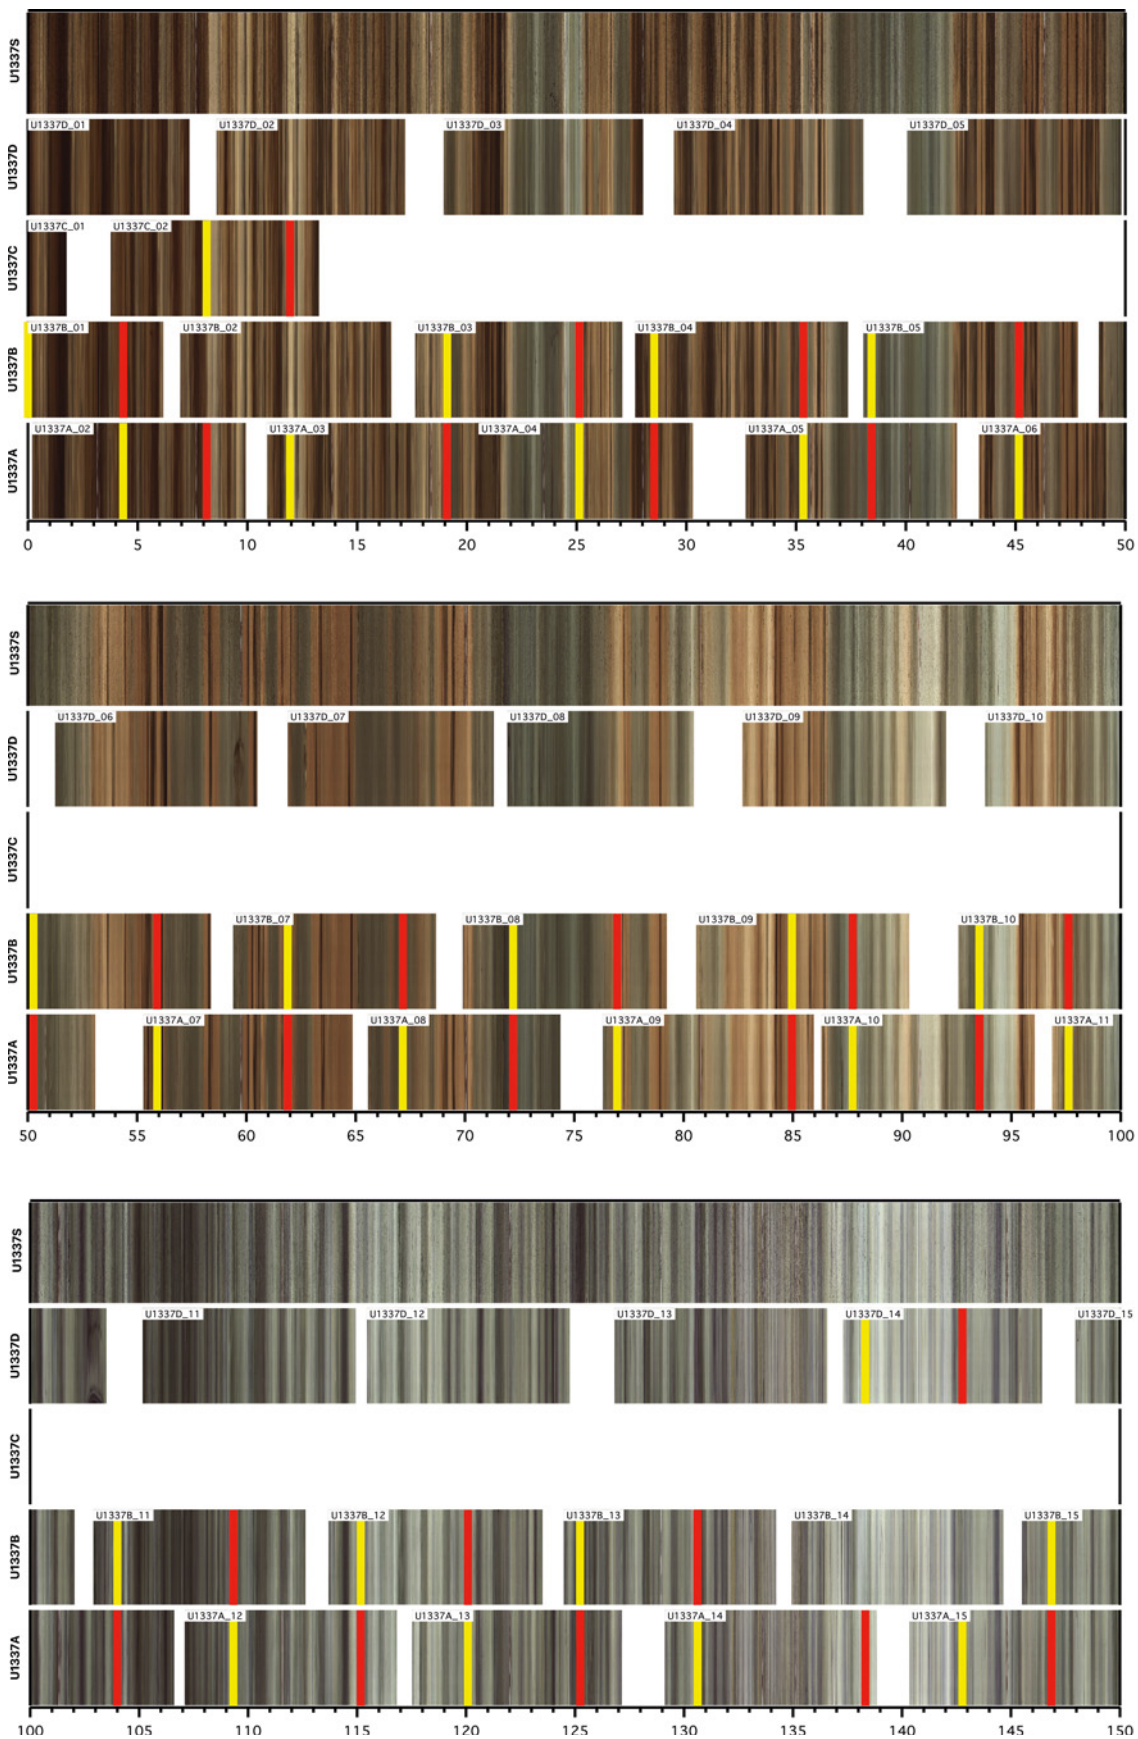 U1337S
U1337D_01 U1337D_02 U1337D_03 U1337D_04 U1337D_05
U1337D
U1337C_01 U1337C_02
U1337C
U1337B_01 U1337B_02 U1337B_03 U1337B_04 U1337B_05
U1337B
U1337A_02 U1337A_03 U1337A_04 U1337A_05 U1337A_06
U1337A
0 5 10 15 20 25 30 35 40 45 50
U1337S
U1337D_06 U1337D_07 U1337D_08 U1337D_09 U1337D_10
U1337D
U1337C
U1337B_07 U1337B_08 U1337B_09 U1337B_10
U1337B
U1337A_07 U1337A_08 U1337A_09 U1337A_10 U1337A_11
U1337A
50 55 60 65 70 75 80 85 90 95 100
U1337S
U1337D_11 U1337D_12 U1337D_13 U1337D_14 U1337D_15
U1337D
U1337C
U1337B_11 U1337B_12 U1337B_13 U1337B_14 U1337B_15
U1337B
U1337A_12 U1337A_13 U1337A_14 U1337A_15
U1337A
100 105 110 115 120 125 130 135 140 145 150